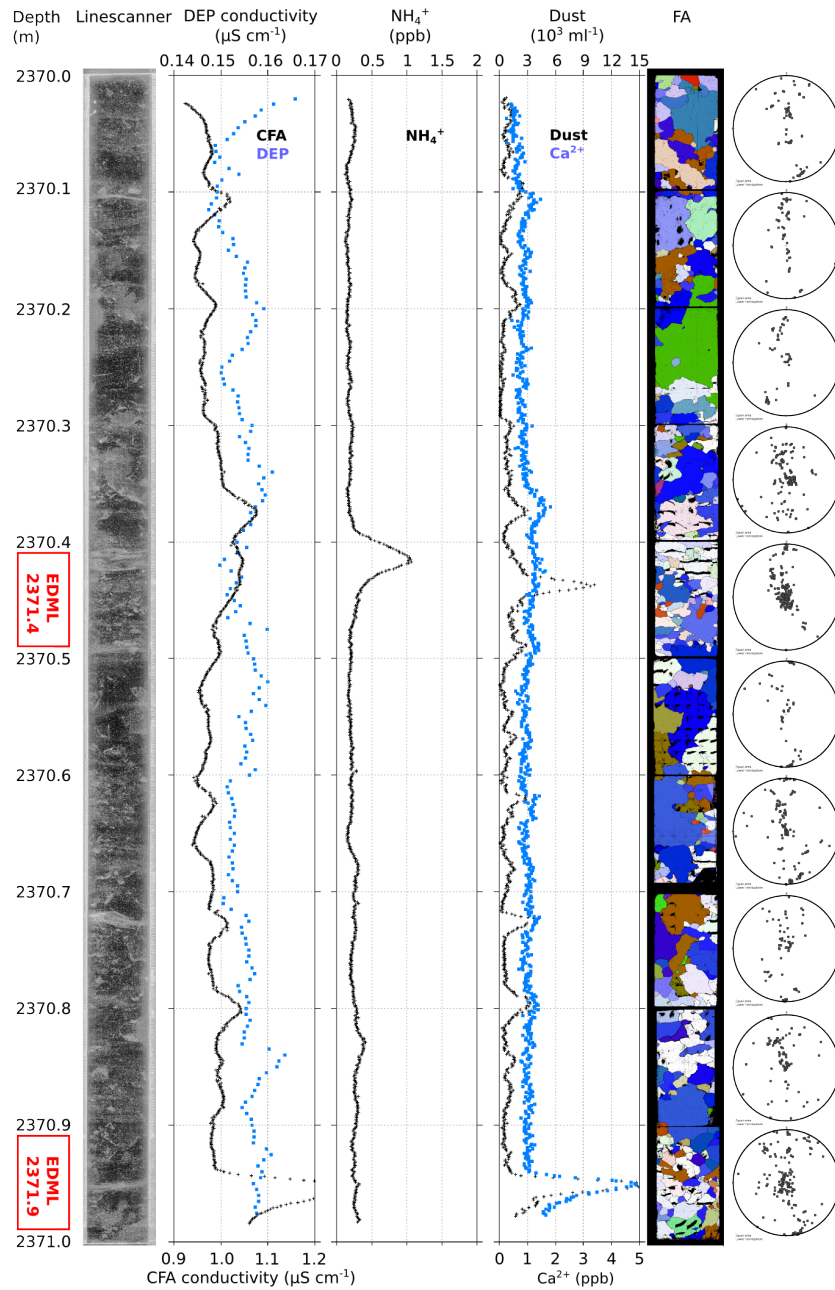 Depth (m)
Linescanner
DEP conductivity (µS cm⁻¹)
NH₄⁺ (ppb)
Dust (10³ ml⁻¹)
FA
0.14 0.15 0.16 0.17
0 0.5 1 1.5 2
0 3 6 9 12 15
2370.0
CFA
DEP
NH₄⁺
Dust
Ca²⁺
2370.1
2370.2
2370.3
2370.4
EDML
2371.4
2370.5
2370.6
2370.7
2370.8
2370.9
EDML
2371.9
2371.0
0.9 1.0 1.1 1.2
0 1 2 3 4 5
CFA conductivity (µS cm⁻¹)
Ca²⁺ (ppb)